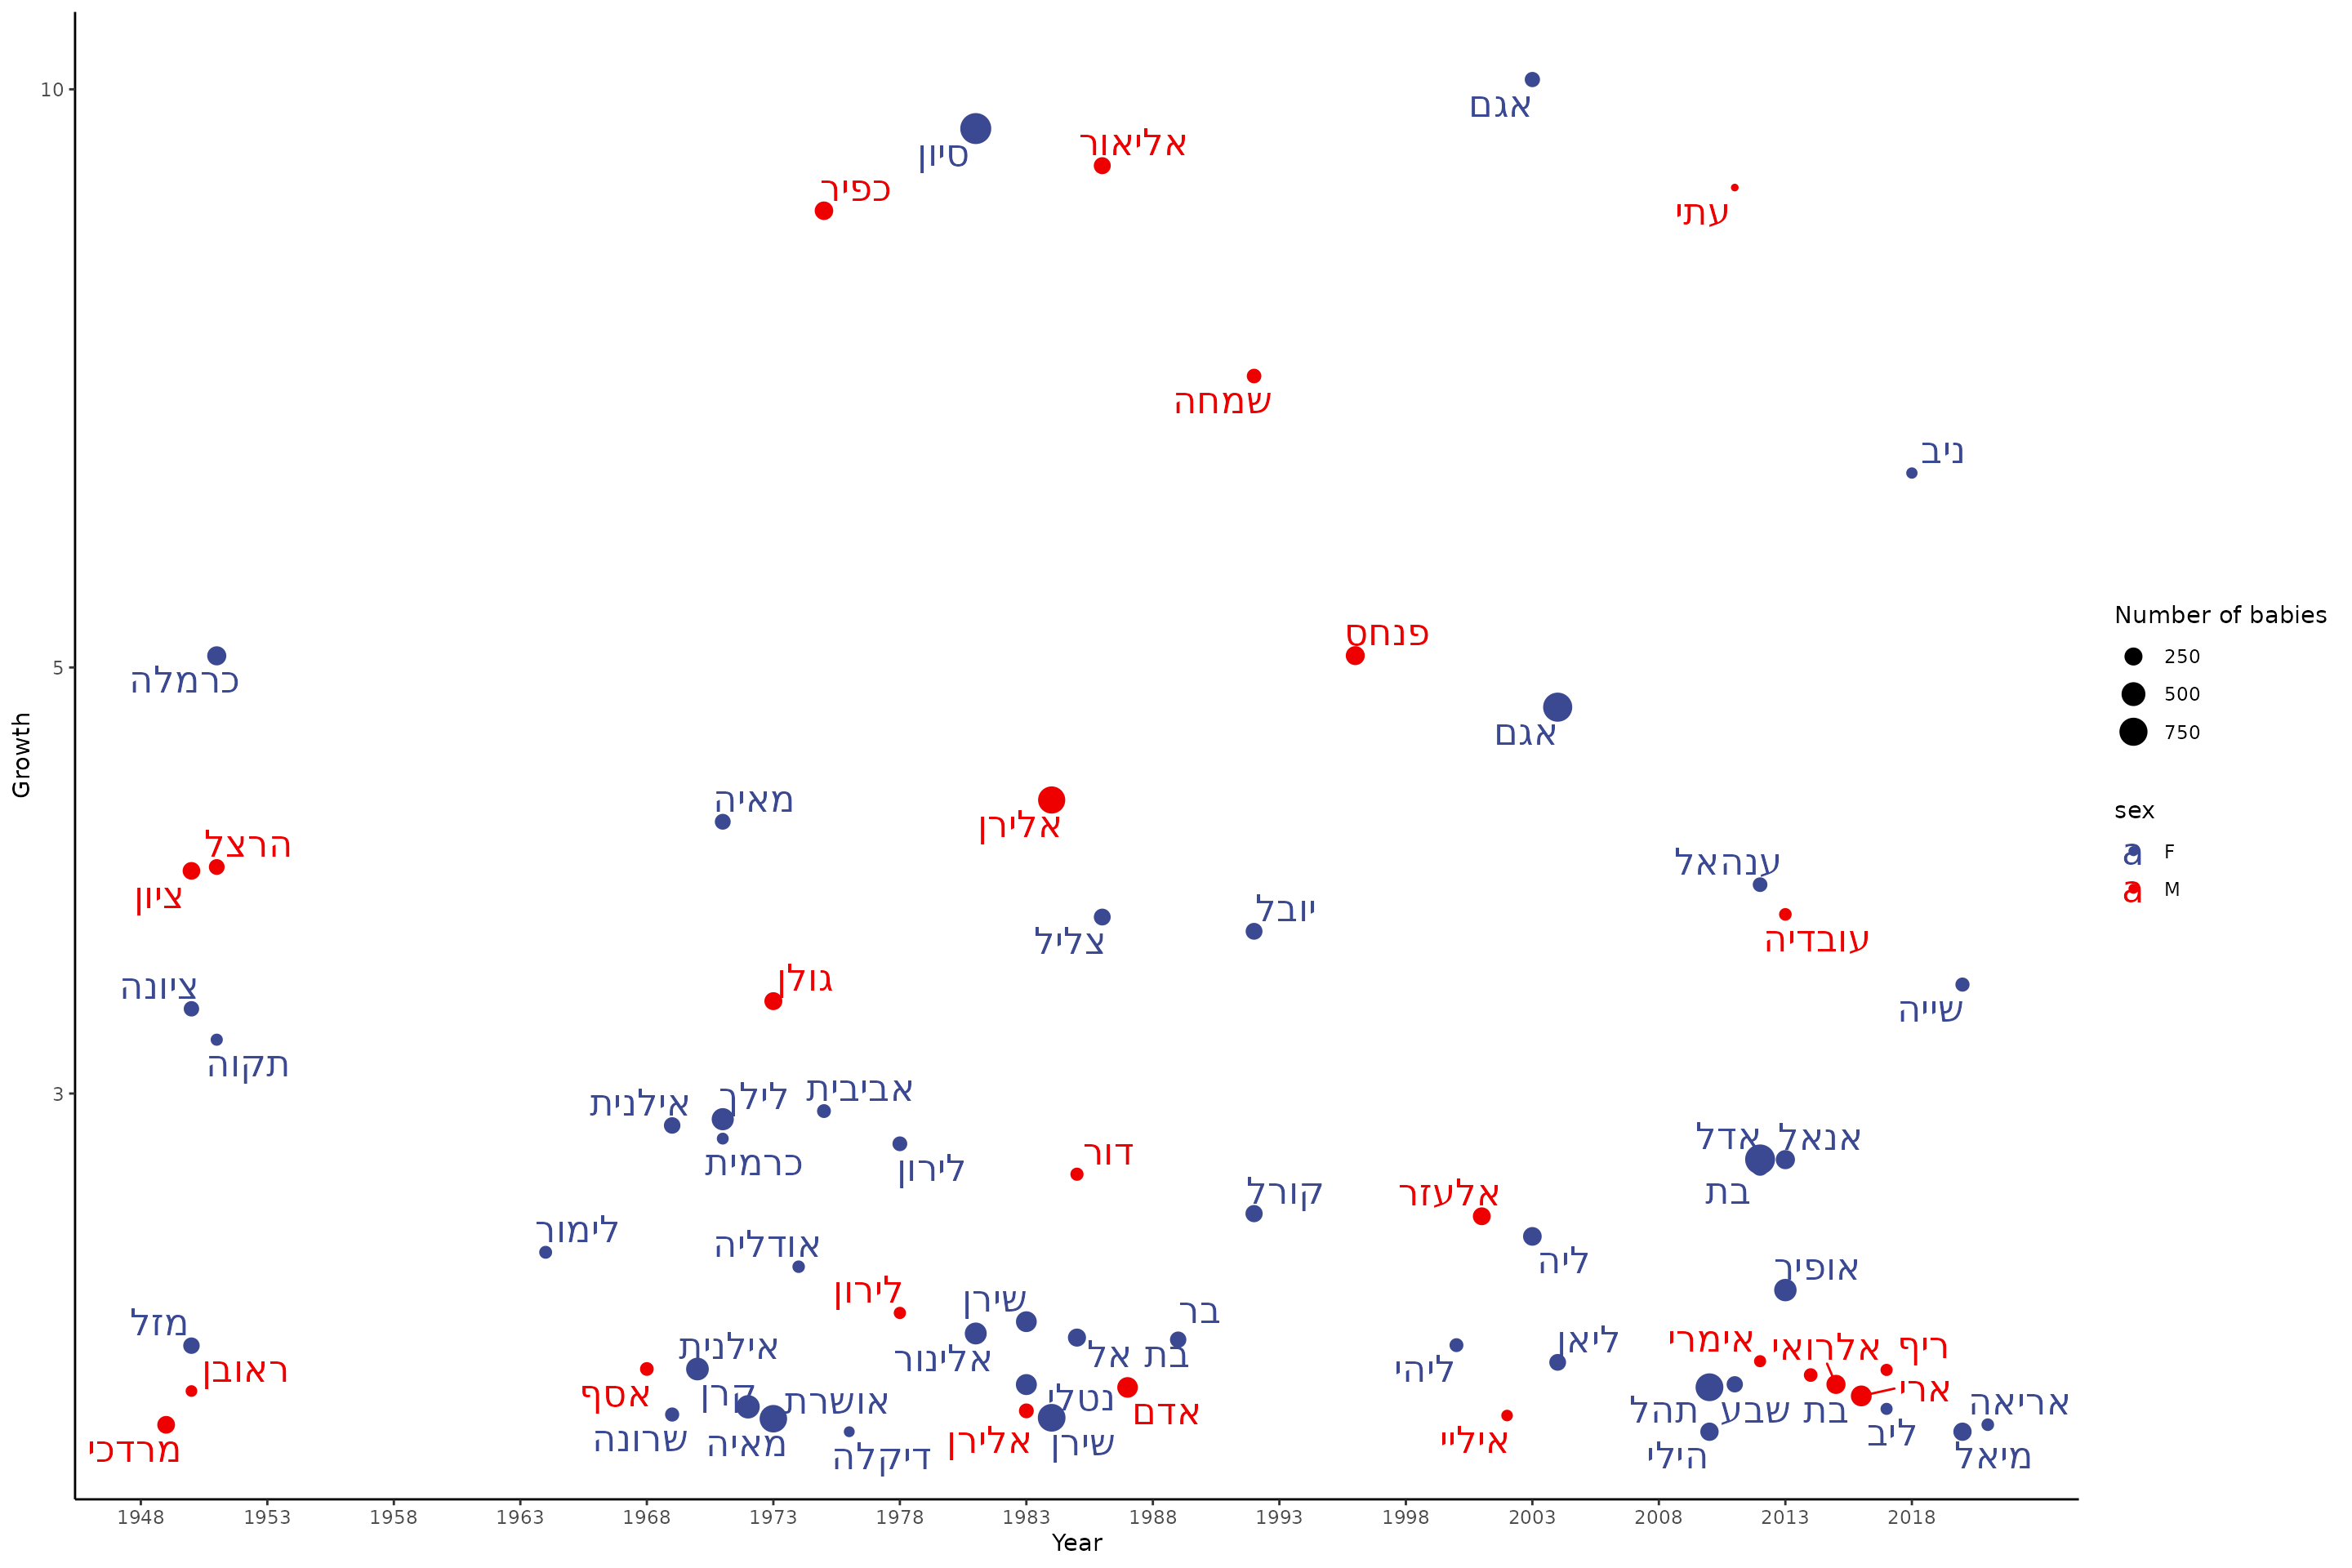 10
אגם
סיון
אליאור
כפיר
עתי
שמחה
ניב
פנחס
5
כרמלה
אגם
מאיה
אלירן
הרצל
ציון
ענהאל
יובל
צליל
עובדיה
גולן
ציונה
שייה
תקוה
3
אילנית
לילך
אביבית
כרמית
לירון
דור
אדל
אנאל
בת שבע
קורל
אלעזר
לימור
אודליה
ליה
אופיר
לירון
שירן
בר
מזל
ראובן
אילנית
אלינור
בת אל
ליהי
ליאן
אימרי
אלרואי
ריף
ארי
אסף
קרן
אושרת
נטלי
אדם
תהל
בת
ליב
אריאה
מרדכי
שרונה
מאיה
דיקלה
אלירן
שירן
איליי
הילי
מיאל
Growth
1948 1953 1958 1963 1968 1973 1978 1983 1988 1993 1998 2003 2008 2013 2018
Year
Number of babies
250
500
750
sex
a F
a M